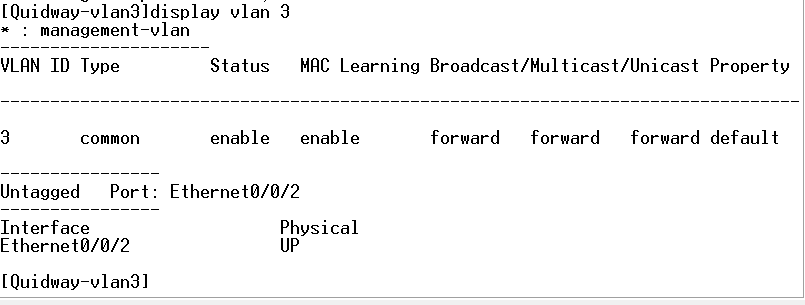 [Quidway-vlan3]display vlan 3
* : management-vlan
---------------------
VLAN ID Type         Status   MAC Learning Broadcast/Multicast/Unicast Property
--------------------------------------------------------------------------------
3       common       enable   enable       forward   forward   forward default
----------------
Untagged   Port: Ethernet0/0/2
----------------
Interface                   Physical
Ethernet0/0/2               UP
[Quidway-vlan3]